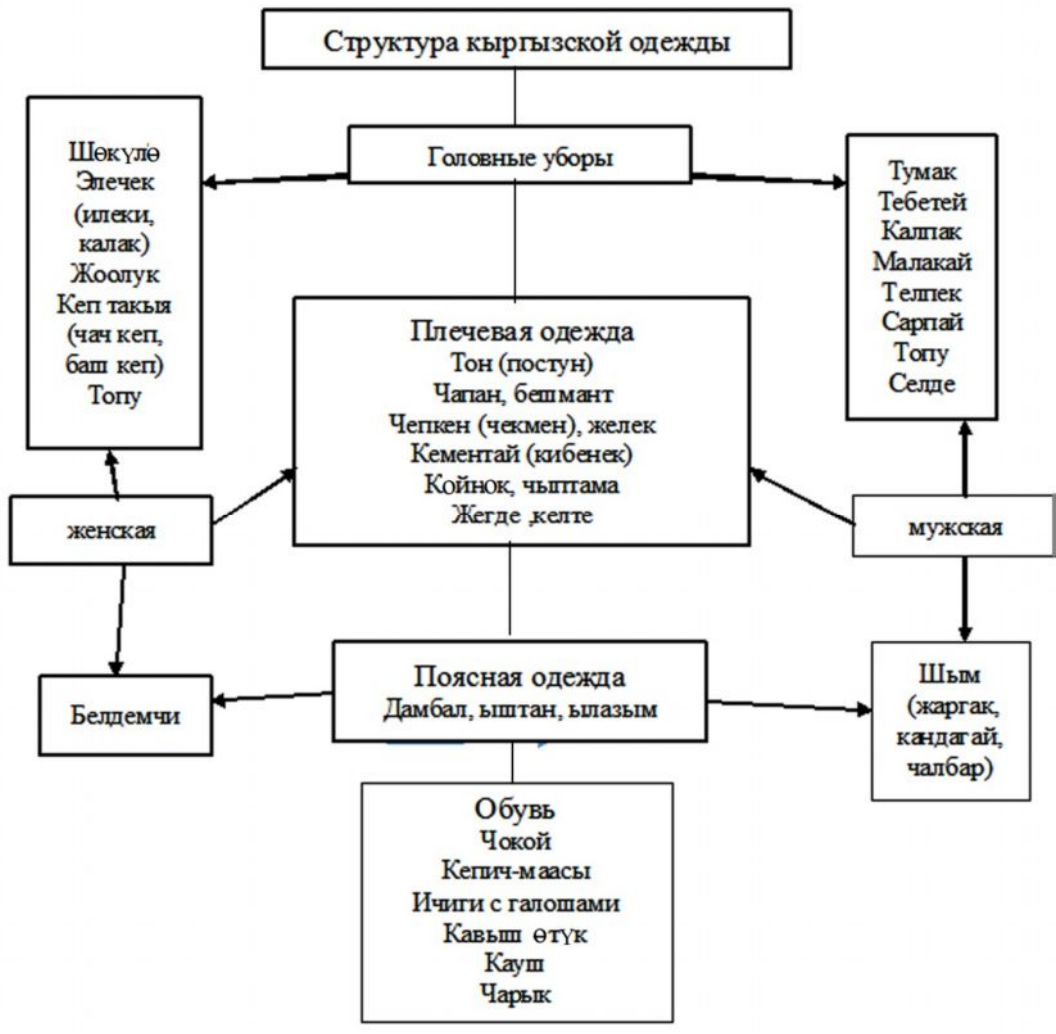 Структура кыргызской одежды
Головные уборы
Шөкүлө
Элечек
(илеки,
калак)
Жоолук
Кеп такыя
(чач кеп,
баш кеп)
Топу
Тумак
Тебетей
Калпак
Малакай
Телпек
Сарпай
Топу
Селде
Плечевая одежда
Тон (постун)
Чапан, бешмант
Чепкен (чекмен), желек
Кементай (кибенек)
Койнок, чыптама
Жегде ,келте
женская
мужская
Поясная одежда
Дамбал, ыштан, ылазым
Белдемчи
Шым
(жаргак,
кандагай,
чалбар)
Обувь
Чокой
Кепич-маасы
Ичиги с галошами
Кавыш өтүк
Кауш
Чарык